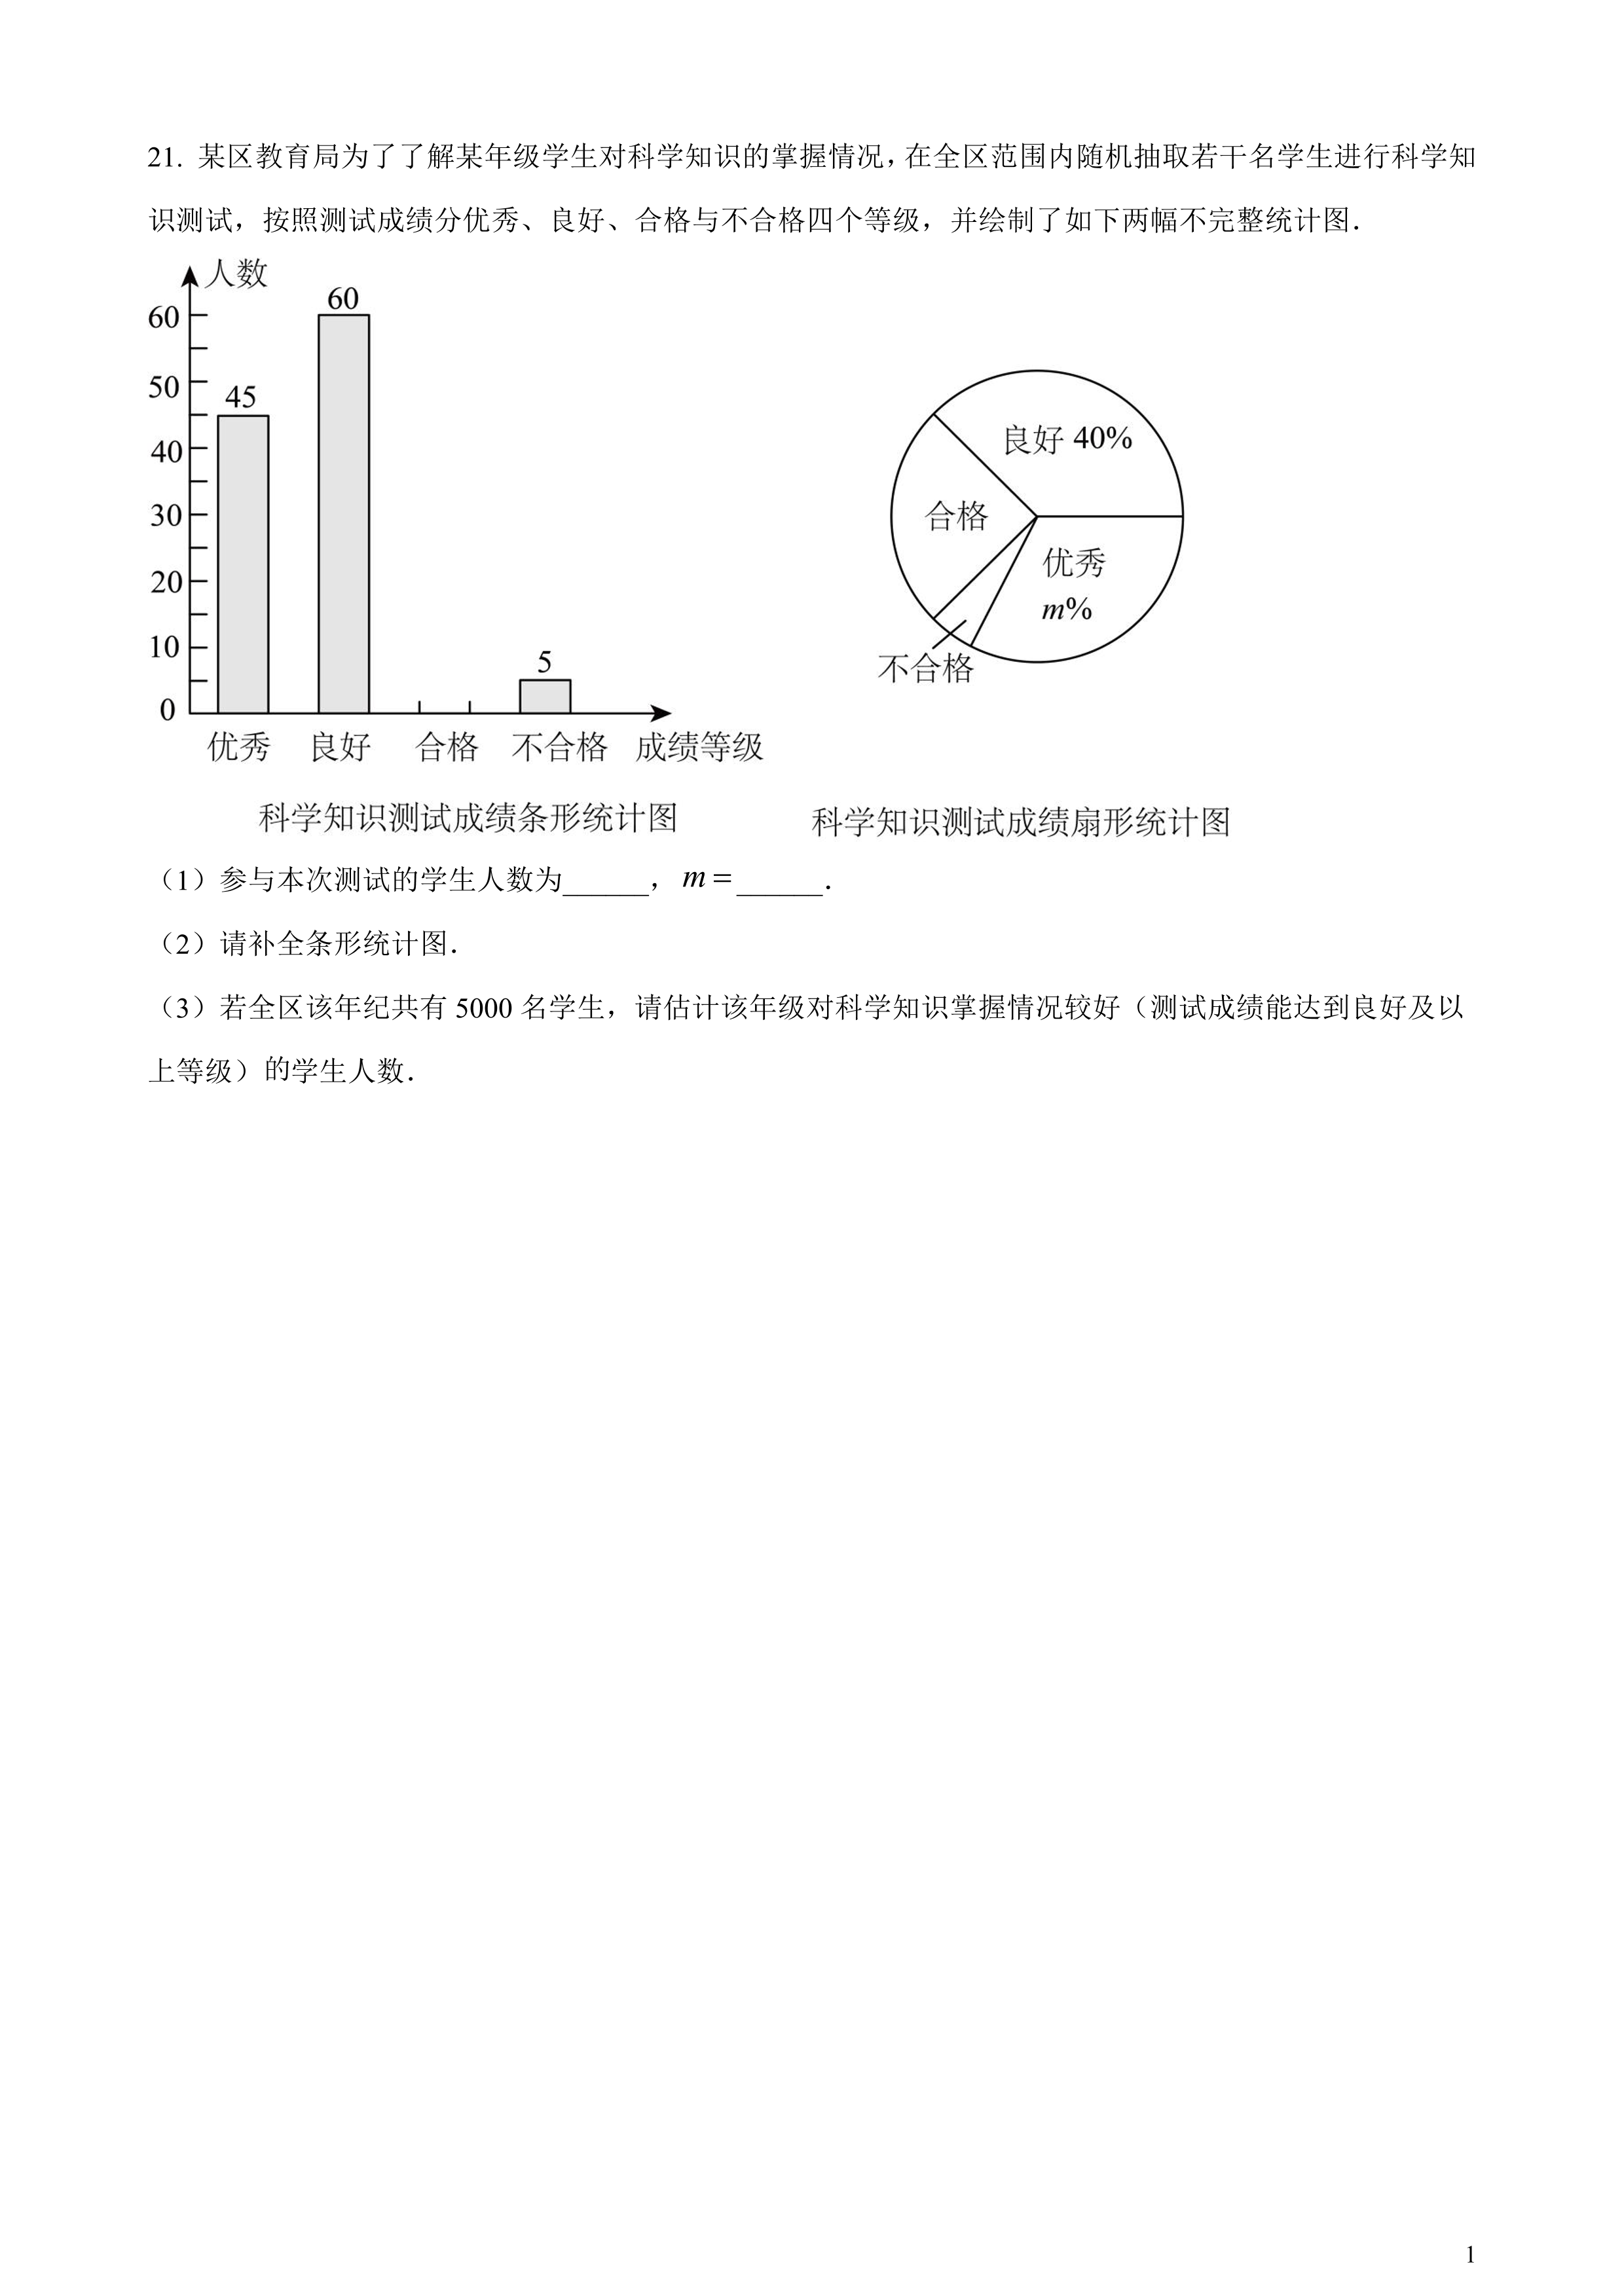 21. 某区教育局为了了解某年级学生对科学知识的掌握情况，在全区范围内随机抽取若干名学生进行科学知
识测试，按照测试成绩分优秀、良好、合格与不合格四个等级，并绘制了如下两幅不完整统计图．
人数
60
50
40
30
20
10
0
45
60
5
优秀 良好 合格 不合格 成绩等级
科学知识测试成绩条形统计图
良好 40%
合格
优秀
m%
不合格
科学知识测试成绩扇形统计图
（1）参与本次测试的学生人数为______，m=______．
（2）请补全条形统计图．
（3）若全区该年纪共有 5000 名学生，请估计该年级对科学知识掌握情况较好（测试成绩能达到良好及以
上等级）的学生人数．
1